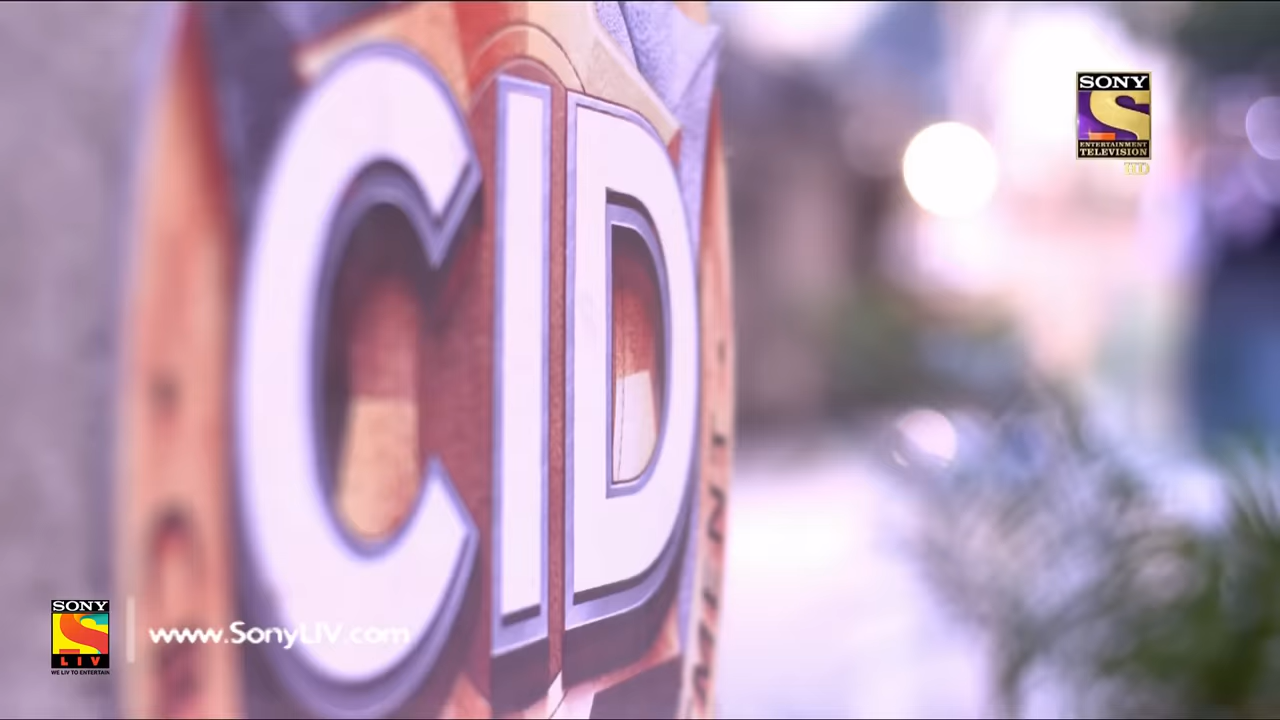 CID
SONY
ENTERTAINMENT
TELEVISION
HD
SONY
LIV
WE LIV TO ENTERTAIN
www.SonyLIV.com